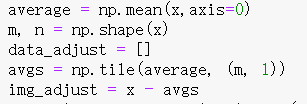 average = np.mean(x,axis=0)
m, n = np.shape(x)
data_adjust = []
avgs = np.tile(average, (m, 1))
img_adjust = x - avgs